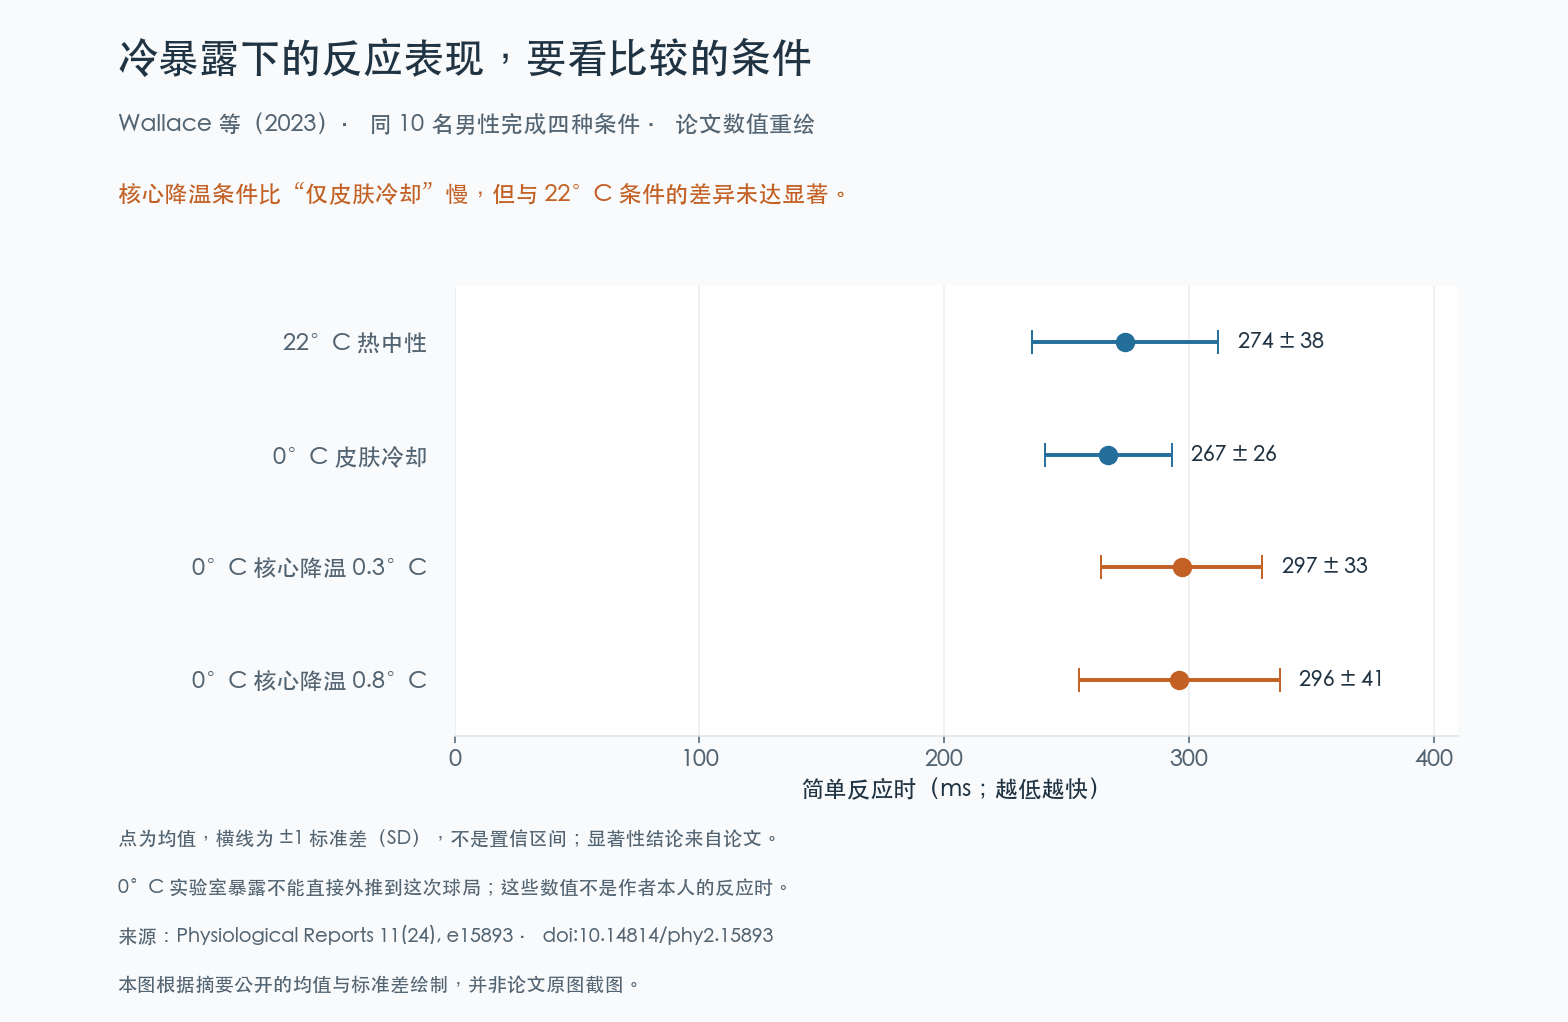 冷暴露下的反应表现，要看比较的条件
Wallace 等（2023）· 同 10 名男性完成四种条件 · 论文数值重绘
核心降温条件比“仅皮肤冷却”慢，但与 22°C 条件的差异未达显著。
22°C 热中性
274 ± 38
0°C 皮肤冷却
267 ± 26
0°C 核心降温 0.3°C
297 ± 33
0°C 核心降温 0.8°C
296 ± 41
0 100 200 300 400
简单反应时（ms；越低越快）
点为均值，横线为 ±1 标准差（SD），不是置信区间；显著性结论来自论文。
0°C 实验室暴露不能直接外推到这次球局；这些数值不是作者本人的反应时。
来源：Physiological Reports 11(24), e15893 · doi:10.14814/phy2.15893
本图根据摘要公开的均值与标准差绘制，并非论文原图截图。